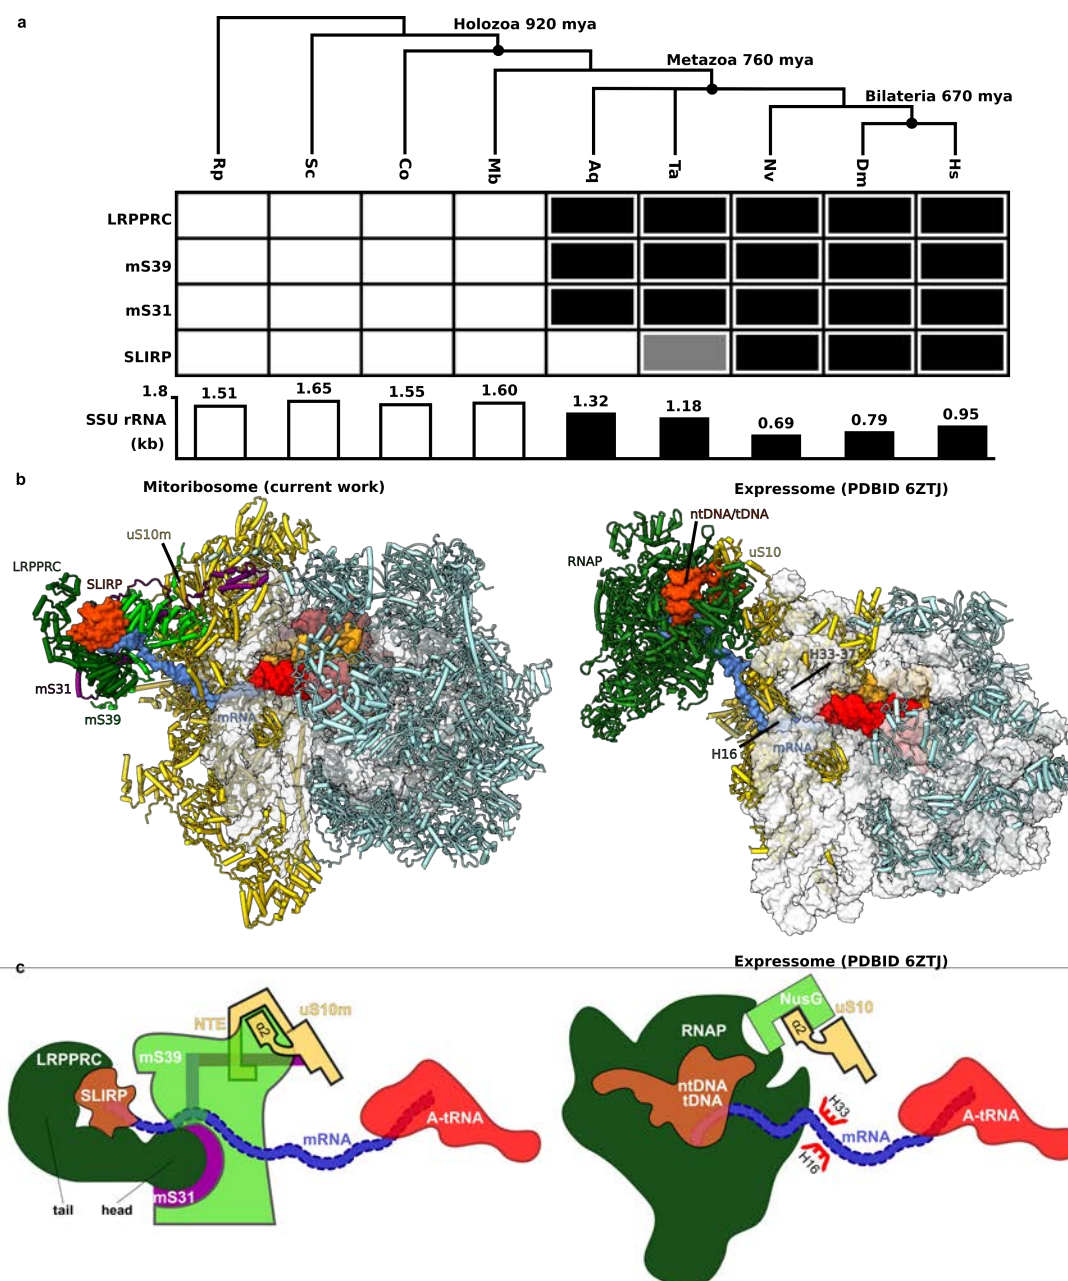 a
Holozoa 920 mya
Metazoa 760 mya
Bilateria 670 mya
Rp Sc Co Mb Aq Ta Nv Dm Hs
LRPPRC
mS39
mS31
SLIRP
1.8 1.51 1.65 1.55 1.60 1.32 1.18 0.69 0.79 0.95
SSU rRNA
(kb)
b
Mitoribosome (current work)
Expressome (PDBID 6ZTJ)
uS10m
LRPPRC
SLIRP
mS31
mS39
mRNA
ntDNA/tDNA
uS10
RNAP
H33-37
H16
mRNA
c
Expressome (PDBID 6ZTJ)
NTE
uS10m
α2
LRPPRC
mS39
SLIRP
A-tRNA
mRNA
mS31
tail
head
NusG
uS10
α2
RNAP
ntDNA
tDNA
H33
A-tRNA
mRNA
H16